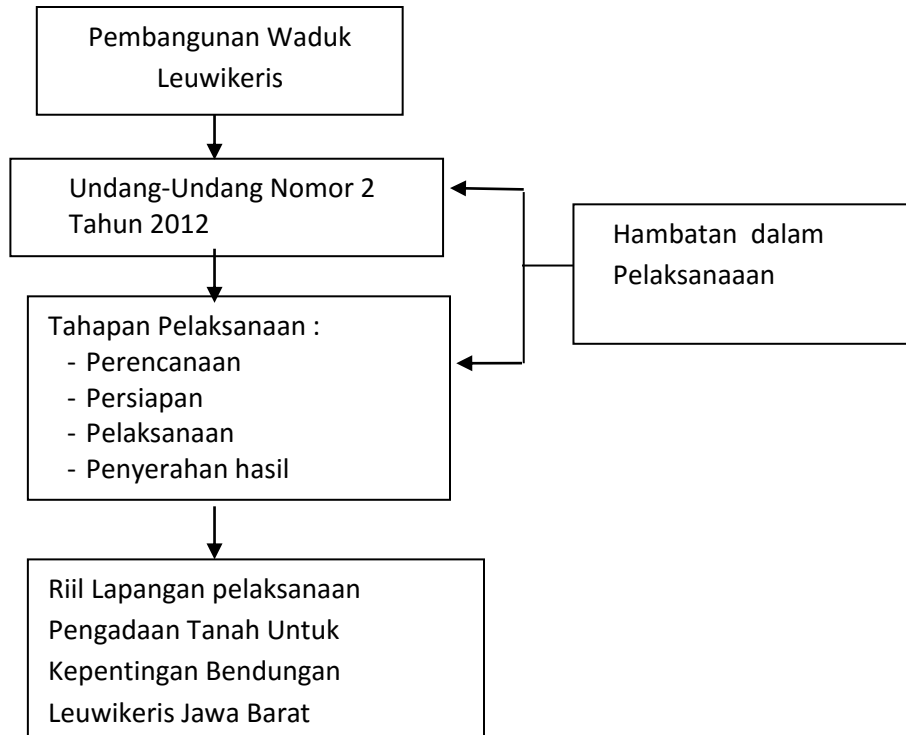 Pembangunan Waduk
Leuwikeris
Undang-Undang Nomor 2
Tahun 2012
Hambatan dalam
Pelaksanaaan
Tahapan Pelaksanaan :
- Perencanaan
- Persiapan
- Pelaksanaan
- Penyerahan hasil
Riil Lapangan pelaksanaan
Pengadaan Tanah Untuk
Kepentingan Bendungan
Leuwikeris Jawa Barat